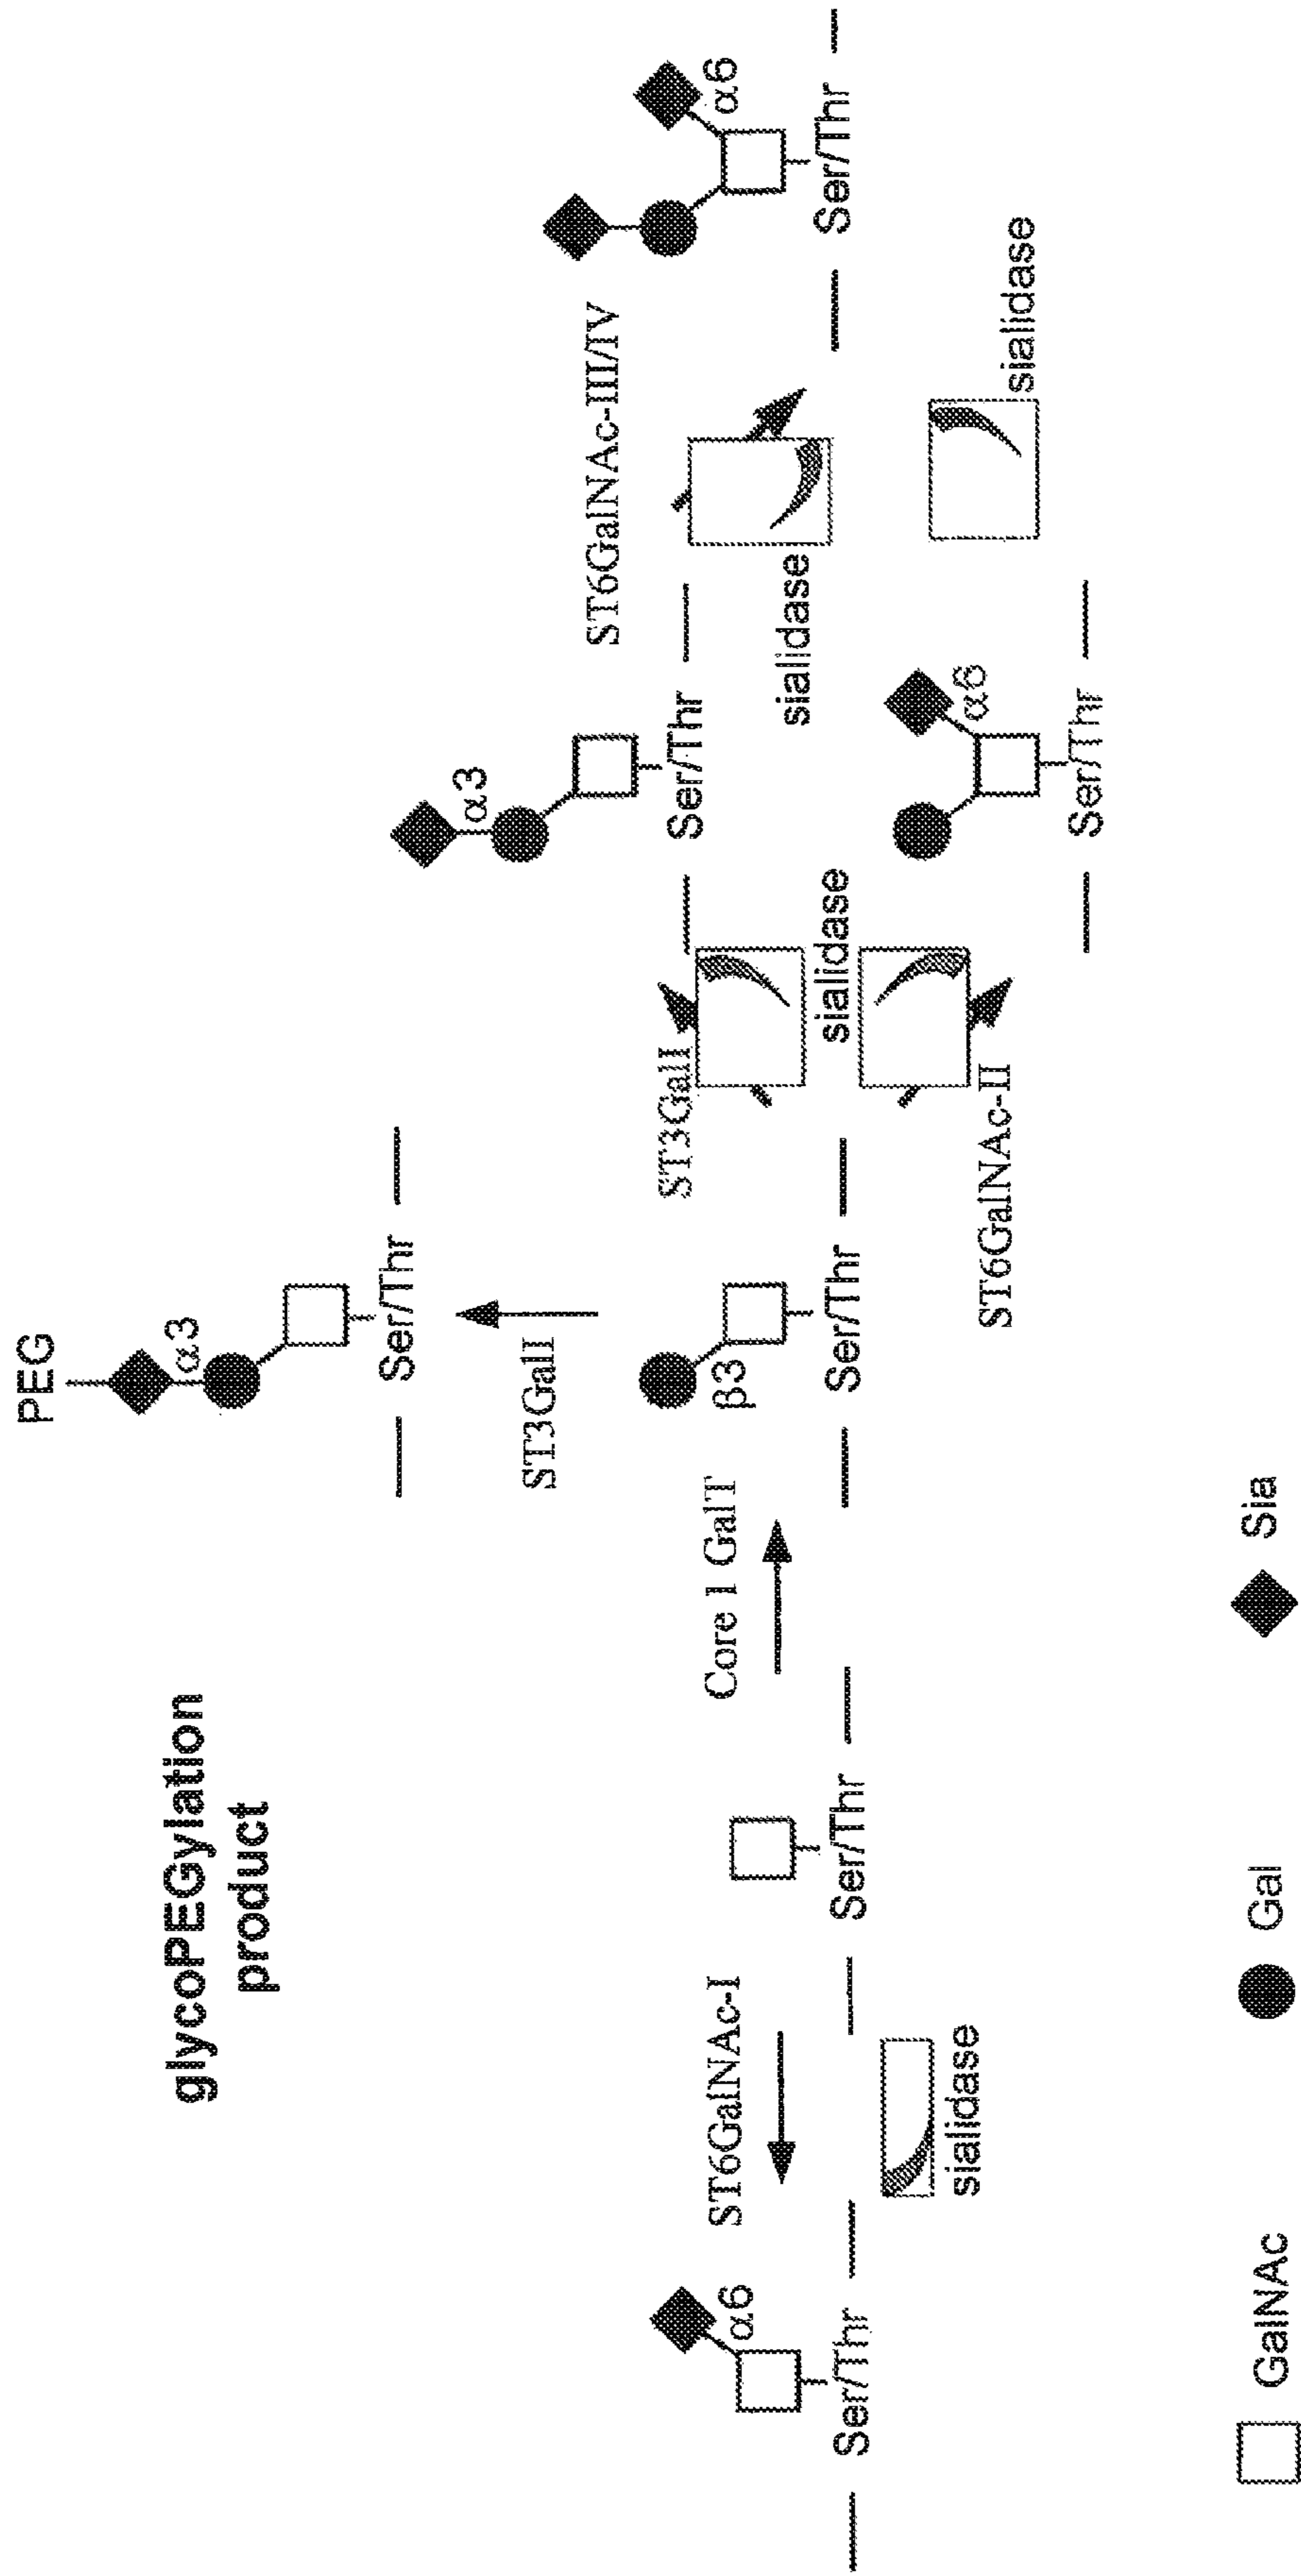 PEG
α3
Ser/Thr
glycoPEGylation
product
ST3GalI
α3
Ser/Thr
ST6GalNAc-III/IV
α6
Ser/Thr
α6
Ser/Thr
ST6GalNAc-I
sialidase
Ser/Thr
Core 1 GalT
β3
Ser/Thr
ST3GalI
sialidase
ST6GalNAc-II
sialidase
α6
Ser/Thr
sialidase
GalNAc
Gal
Sia